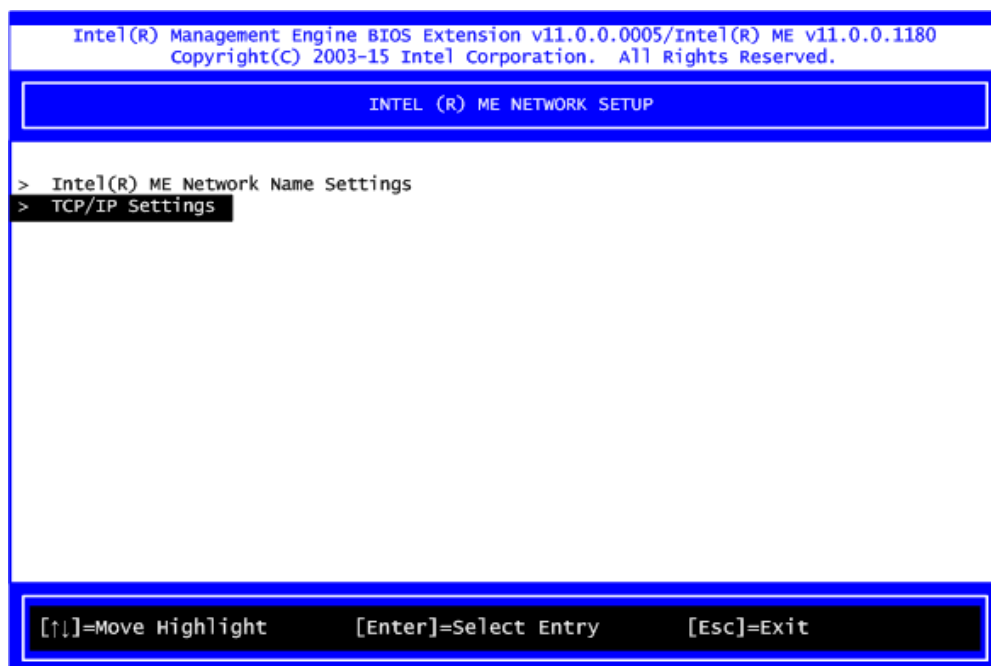 Intel(R) Management Engine BIOS Extension v11.0.0.0005/Intel(R) ME v11.0.0.1180
Copyright(C) 2003-15 Intel Corporation. All Rights Reserved.
INTEL (R) ME NETWORK SETUP
> Intel(R) ME Network Name Settings
> TCP/IP Settings
[↑↓]=Move Highlight [Enter]=Select Entry [Esc]=Exit